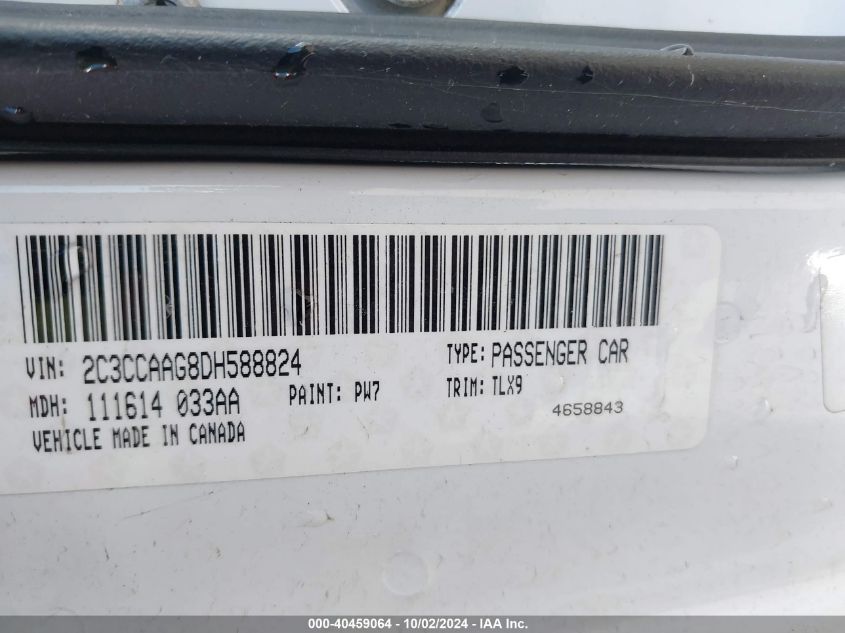 VIN: 2C3CCAAG8DH588824 TYPE: PASSENGER CAR
MDH: 111614 033AA PAINT: PW7 TRIM: TLX9
4658843
VEHICLE MADE IN CANADA
000-40459064 - 10/02/2024 - IAA Inc.